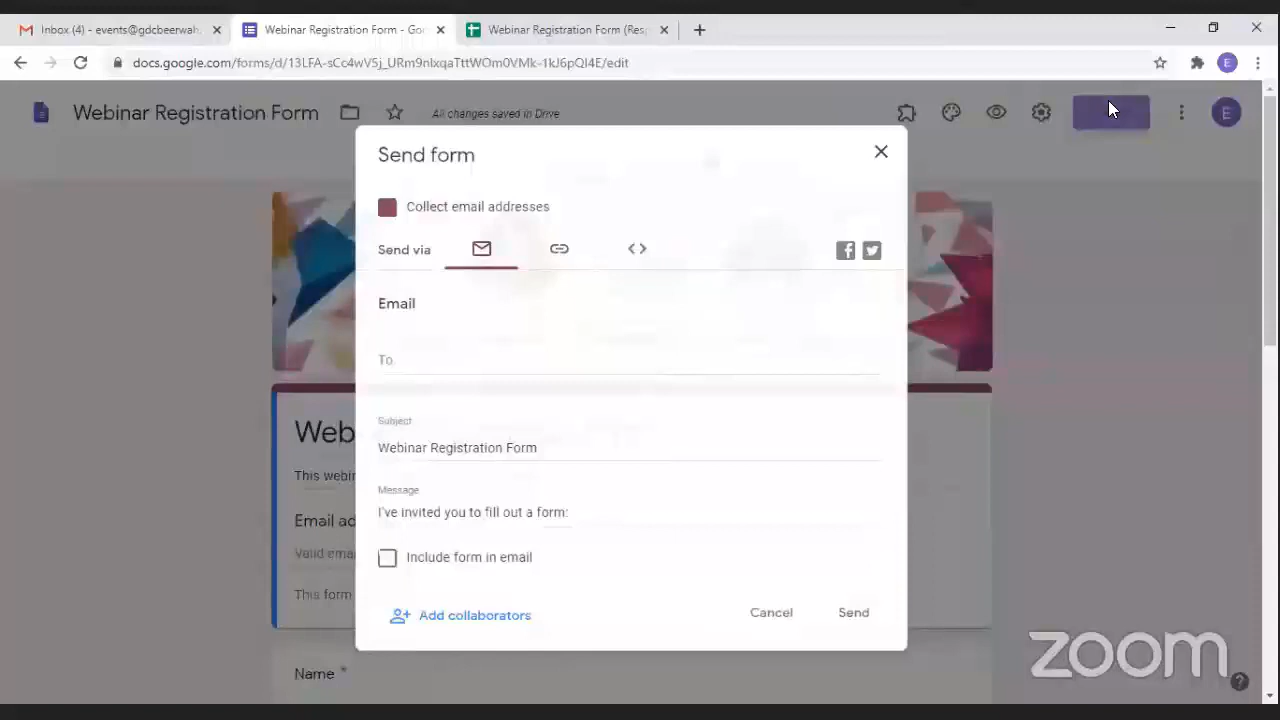 Inbox (4) - events@gdcbeerwah
Webinar Registration Form - Goo
Webinar Registration Form (Resp
docs.google.com/forms/d/13LFA-sCc4wV5j_URm9nlxqaTttWOm0VMk-1kJ6pQI4E/edit
E
Webinar Registration Form
All changes saved in Drive
E
Send form
Collect email addresses
Send via
Email
To
Subject
Webinar Registration Form
Message
I've invited you to fill out a form:
Include form in email
Add collaborators
Cancel
Send
Web
This webin
Email ad
Valid ema
This form
Name *
zoom